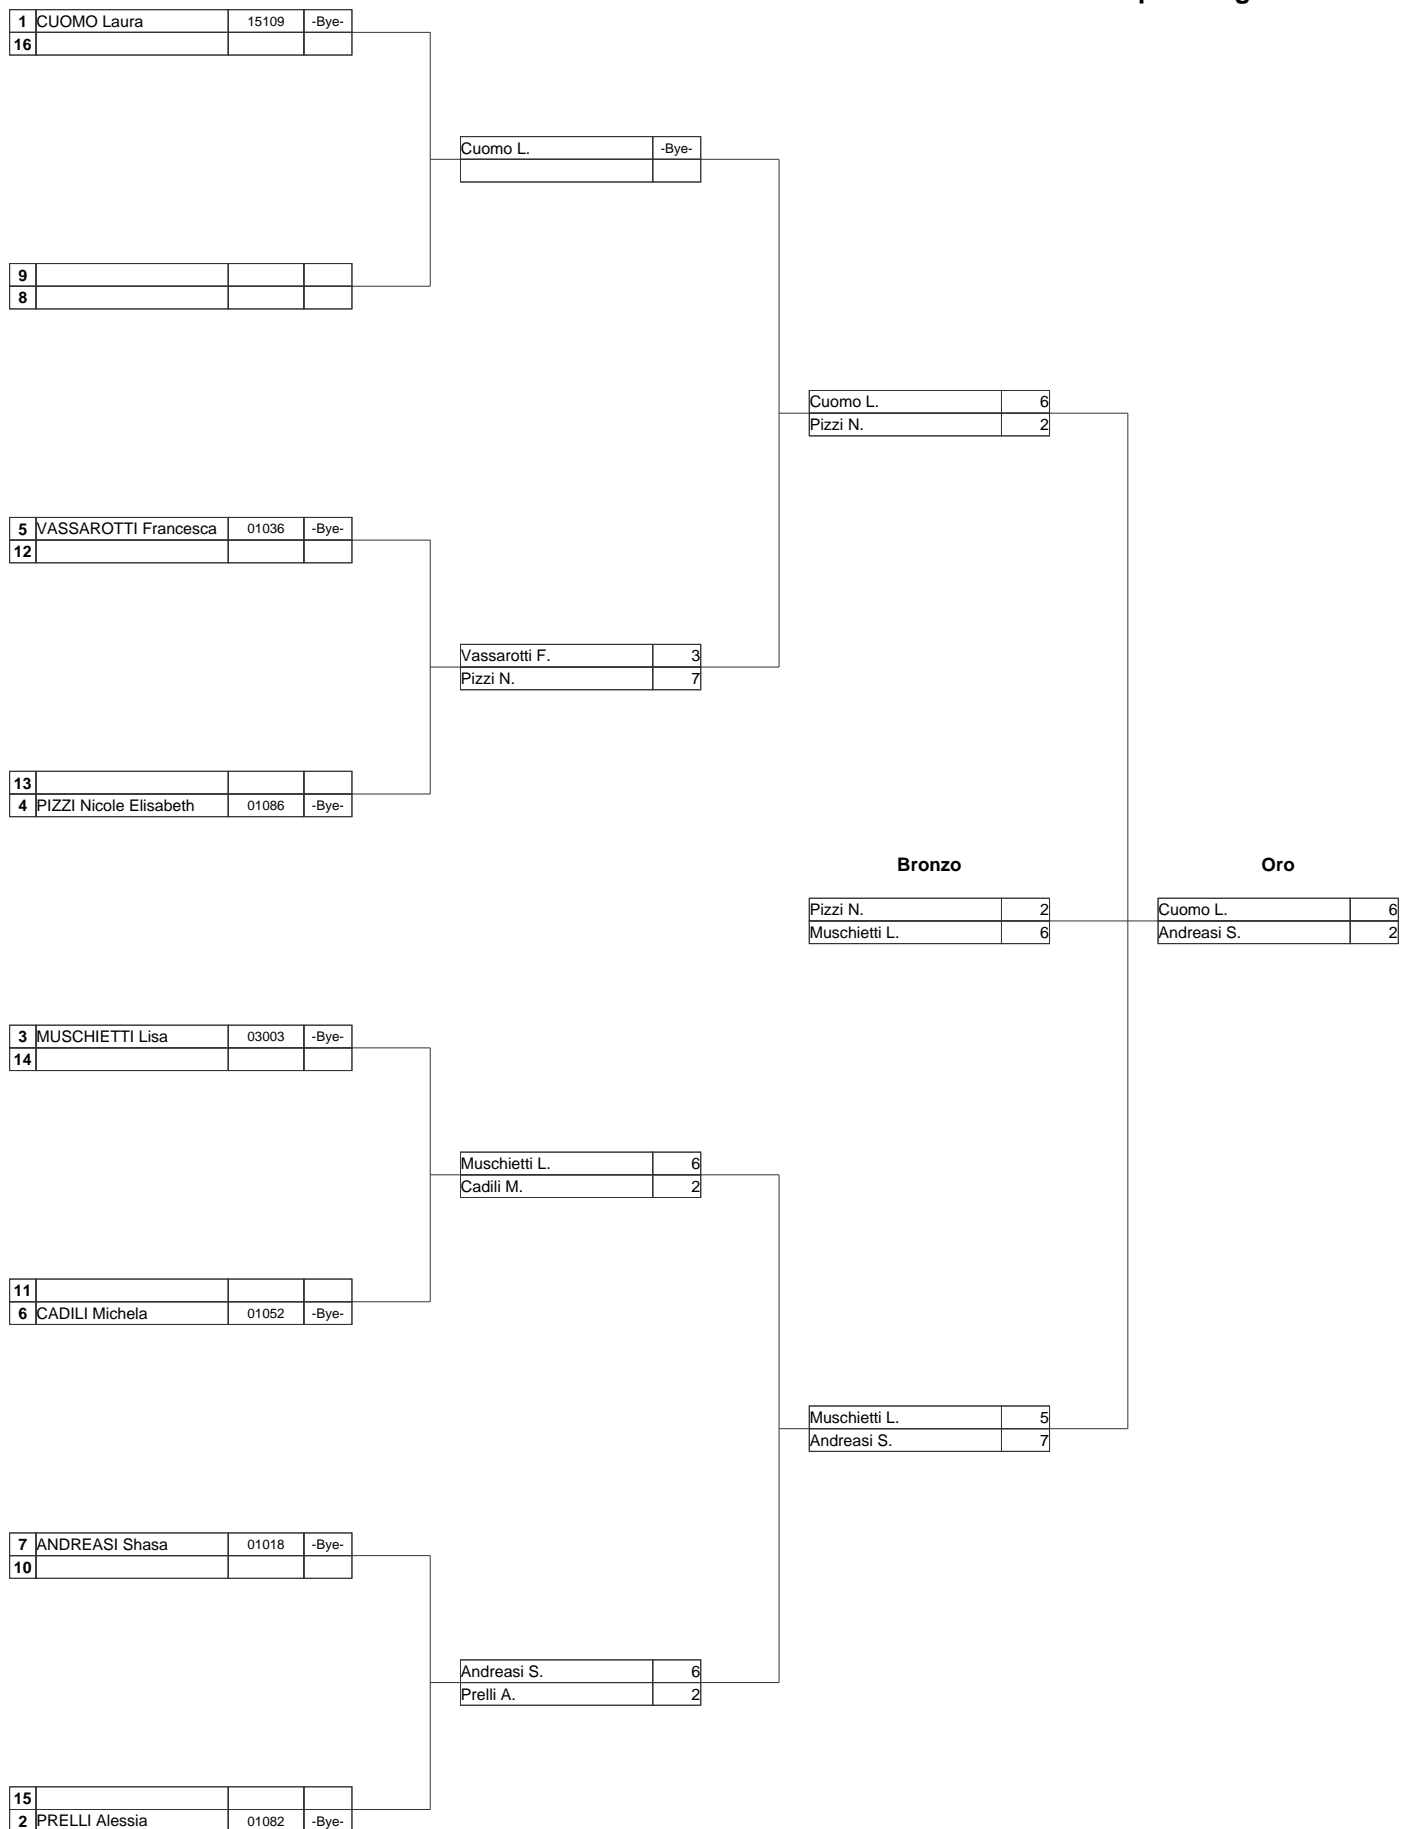 1 CUOMO Laura 15109 -Bye-
16
Cuomo L. -Bye-
9
8
Cuomo L. 6
Pizzi N. 2
5 VASSAROTTI Francesca 01036 -Bye-
12
Vassarotti F. 3
Pizzi N. 7
13
4 PIZZI Nicole Elisabeth 01086 -Bye-
Bronzo Oro
Pizzi N. 2 Cuomo L. 6
Muschietti L. 6 Andreasi S. 2
3 MUSCHIETTI Lisa 03003 -Bye-
14
Muschietti L. 6
Cadili M. 2
11
6 CADILI Michela 01052 -Bye-
Muschietti L. 5
Andreasi S. 7
7 ANDREASI Shasa 01018 -Bye-
10
Andreasi S. 6
Prelli A. 2
15
2 PRELLI Alessia 01082 -Bye-